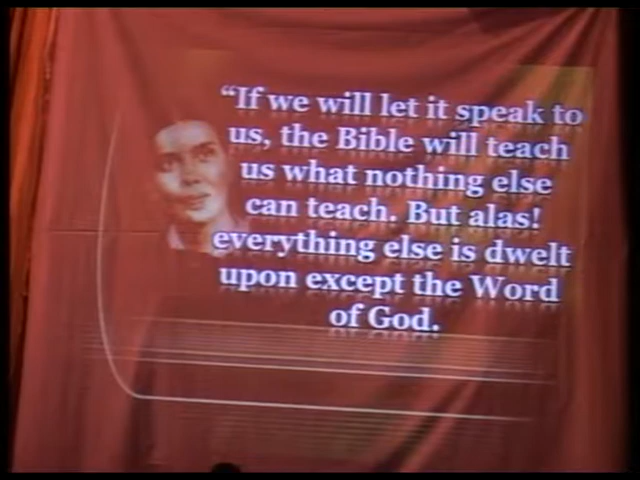 “If we will let it speak to
us, the Bible will teach
us what nothing else
can teach. But alas!
everything else is dwelt
upon except the Word
of God.